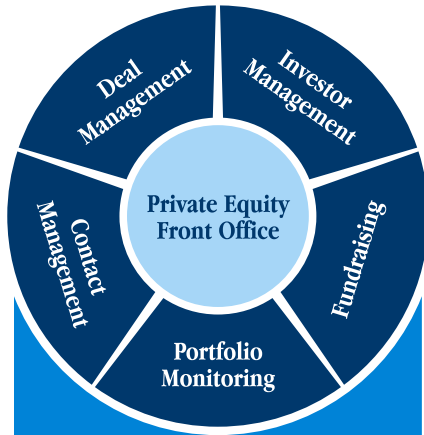 Deal
Management
Investor
Management
Contact
Management
Private Equity
Front Office
Fundraising
Portfolio
Monitoring